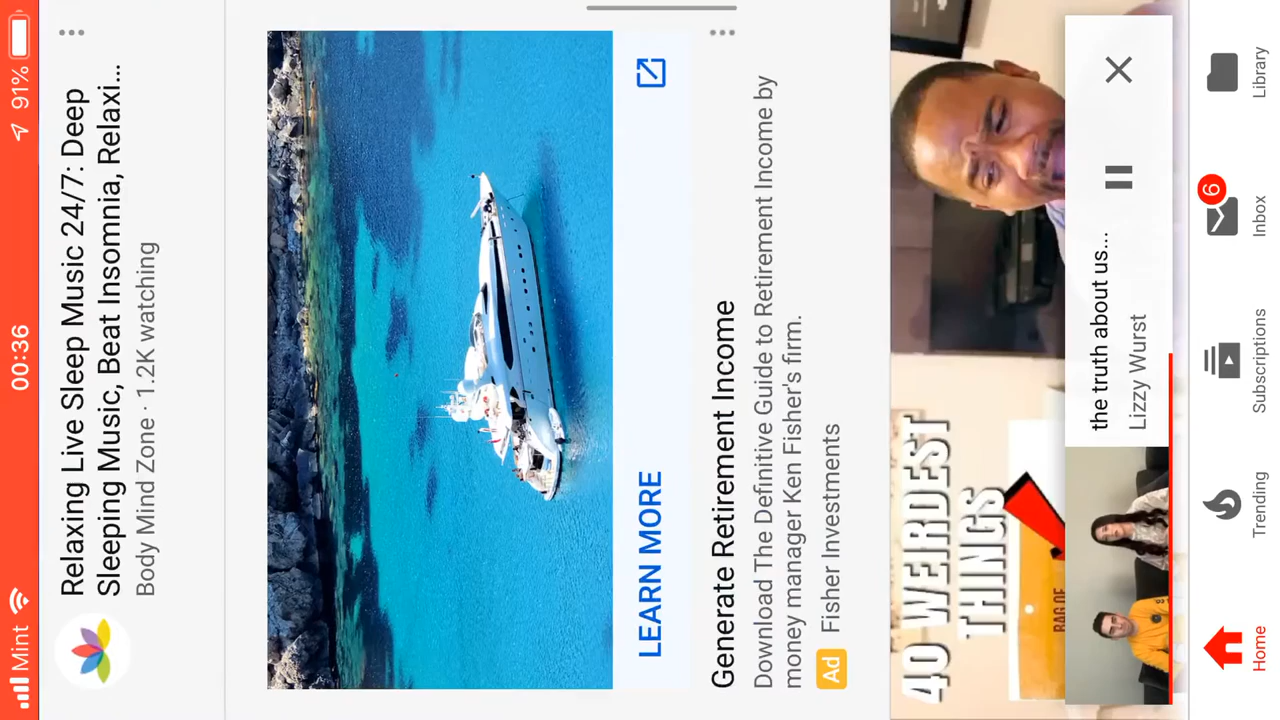 Mint
00:36
91%
Relaxing Live Sleep Music 24/7: Deep
Sleeping Music, Beat Insomnia, Relaxi...
Body Mind Zone · 1.2K watching
LEARN MORE
Generate Retirement Income
Download The Definitive Guide to Retirement Income by
money manager Ken Fisher's firm.
Ad Fisher Investments
40 WERDEST
THINGS
BAG OF
the truth about us...
Lizzy Wurst
Home
Trending
Subscriptions
6
Inbox
Library